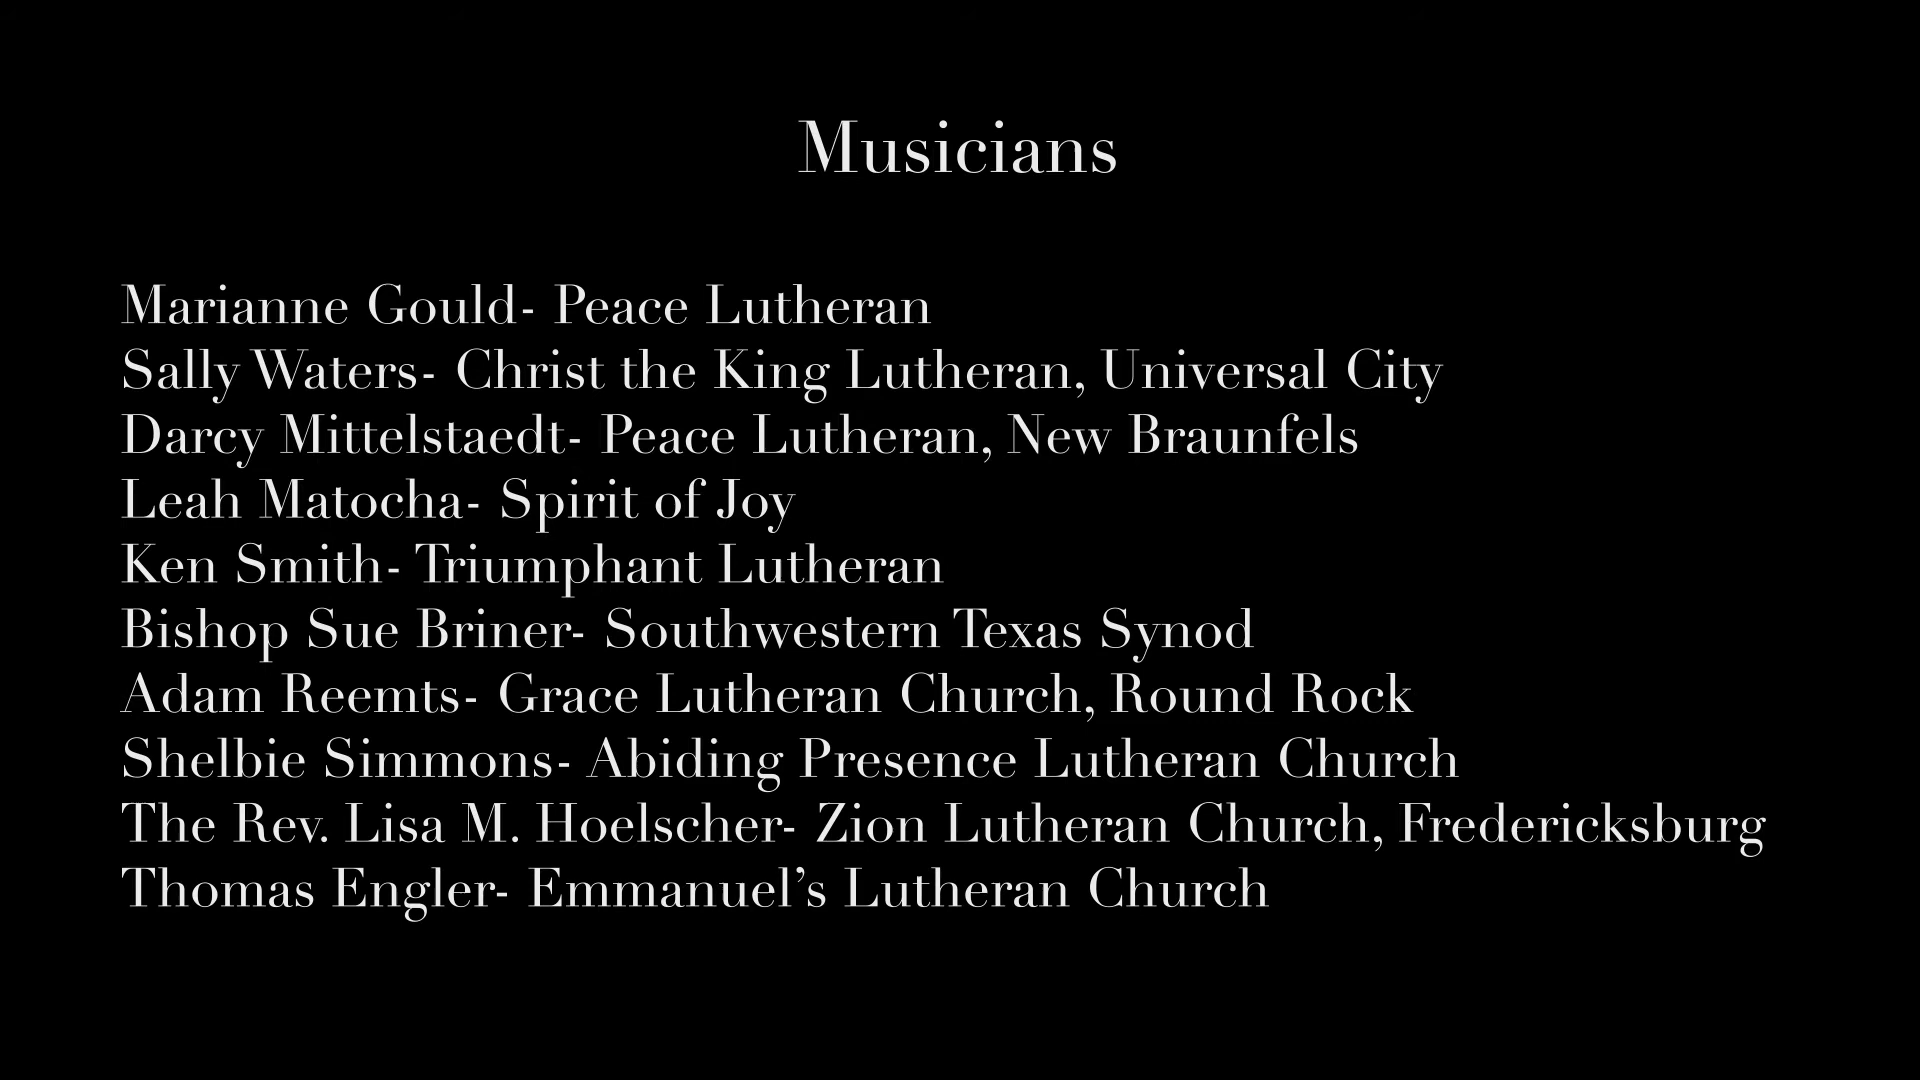 Musicians
Marianne Gould- Peace Lutheran
Sally Waters- Christ the King Lutheran, Universal City
Darcy Mittelstaedt- Peace Lutheran, New Braunfels
Leah Matocha- Spirit of Joy
Ken Smith- Triumphant Lutheran
Bishop Sue Briner- Southwestern Texas Synod
Adam Reemts- Grace Lutheran Church, Round Rock
Shelbie Simmons- Abiding Presence Lutheran Church
The Rev. Lisa M. Hoelscher- Zion Lutheran Church, Fredericksburg
Thomas Engler- Emmanuel’s Lutheran Church